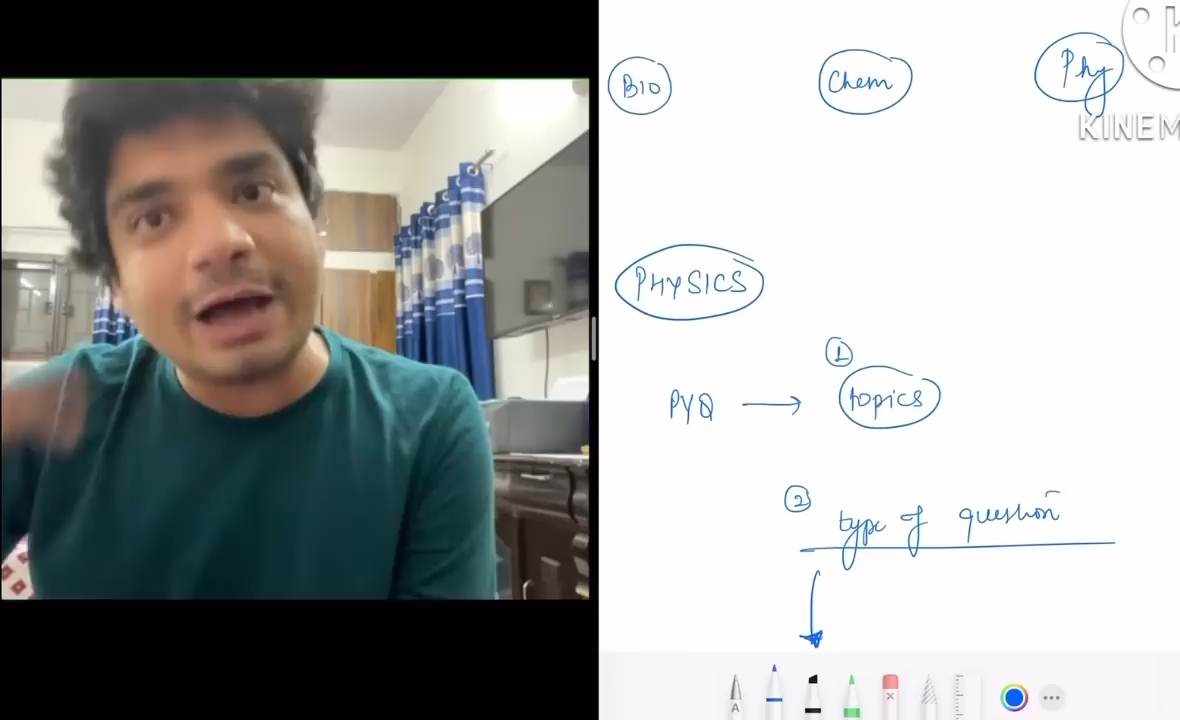 BIO Chem Phy
KINEM
PHYSICS
1
PYQ → topics
2 type of question
A